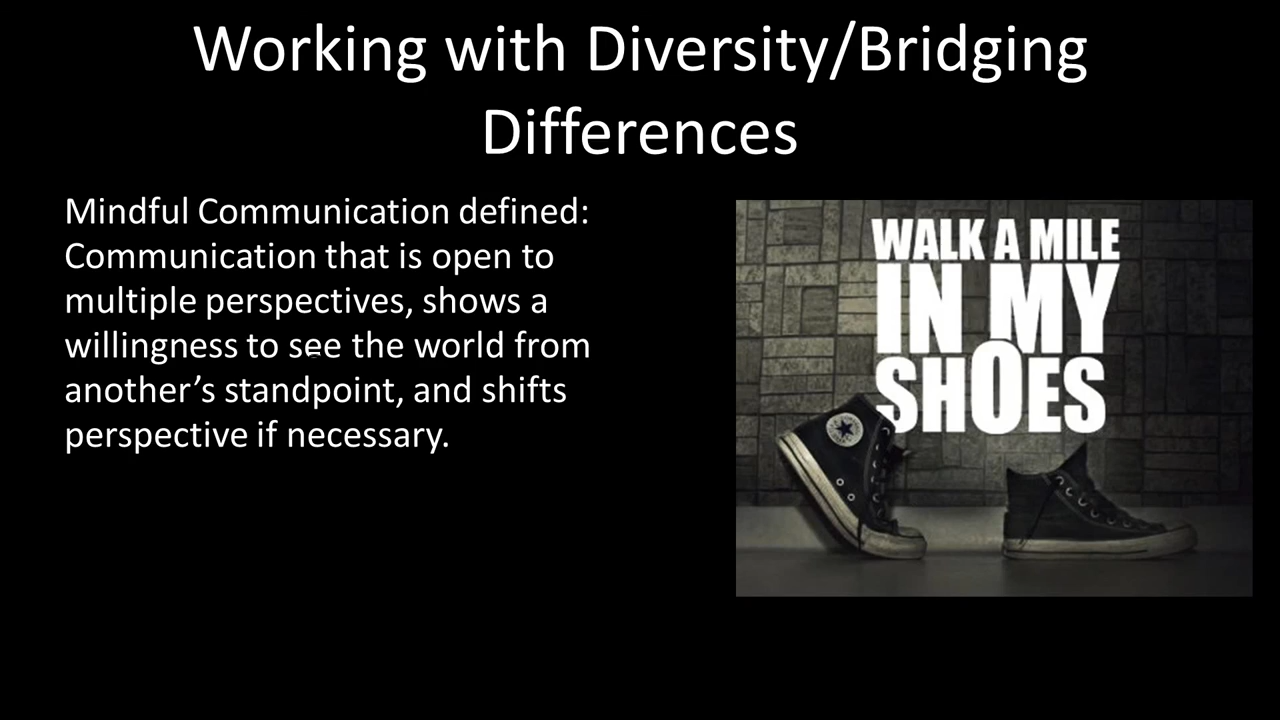 Working with Diversity/Bridging
Differences
Mindful Communication defined:
Communication that is open to
multiple perspectives, shows a
willingness to see the world from
another’s standpoint, and shifts
perspective if necessary.
WALK A MILE
IN MY
SHOES